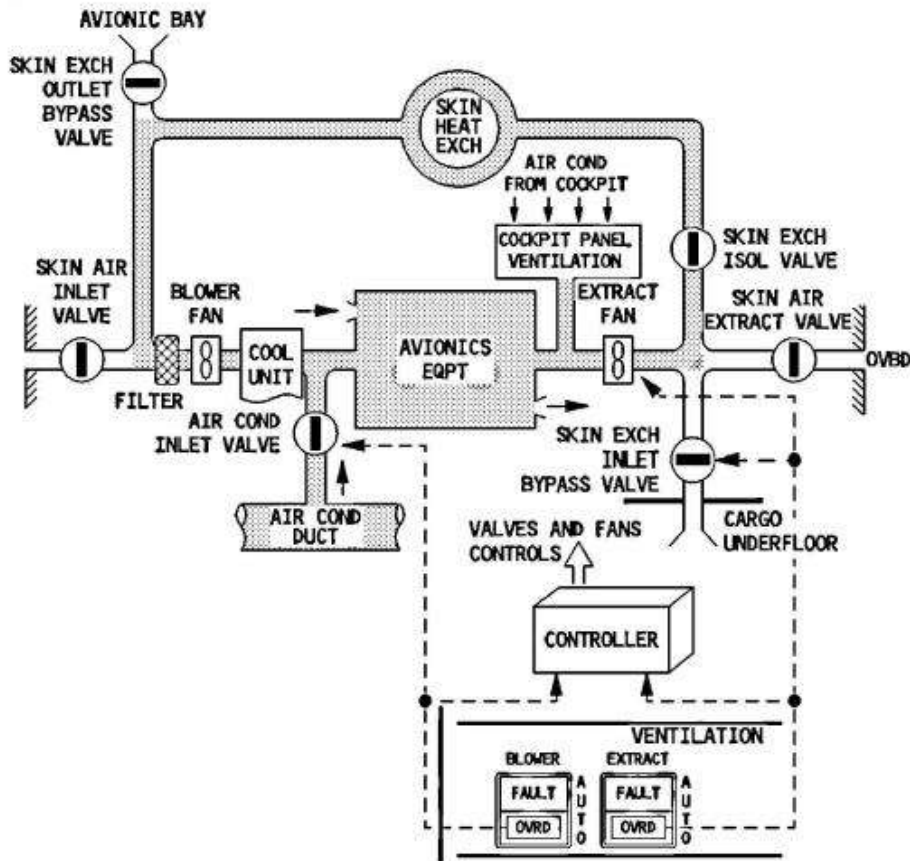 AVIONIC BAY
SKIN EXCH
OUTLET
BYPASS
VALVE
SKIN
HEAT
EXCH
AIR COND
FROM COCKPIT
COCKPIT PANEL
VENTILATION
SKIN EXCH
ISOL VALVE
SKIN AIR
INLET
VALVE
BLOWER
FAN
EXTRACT
FAN
SKIN AIR
EXTRACT VALVE
COOL
UNIT
AVIONICS
EQPT
OVBD
FILTER
AIR COND
INLET VALVE
SKIN EXCH
INLET
BYPASS VALVE
AIR COND
DUCT
VALVES AND FANS
CONTROLS
CARGO
UNDERFLOOR
CONTROLLER
VENTILATION
BLOWER
EXTRACT
FAULT
OVRD
AUTO
FAULT
OVRD
AUTO